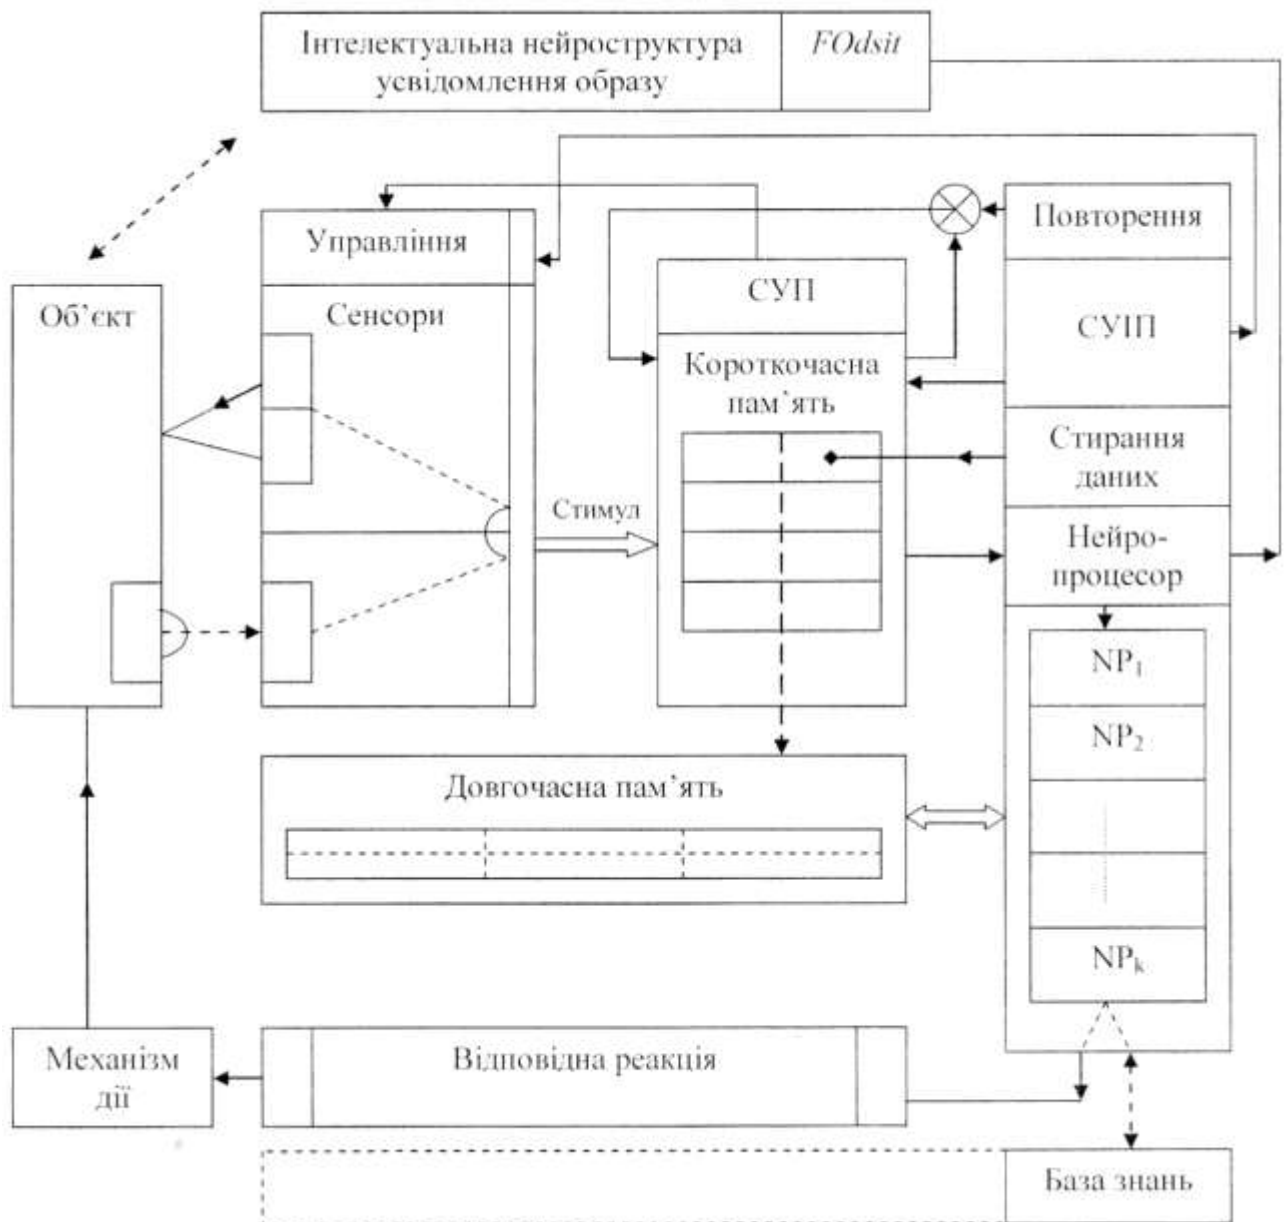 Інтелектуальна нейроструктура
усвідомлення образу
FOdsit
Управління
Повторення
Об’єкт
Сенсори
СУП
СУІП
Короткочасна
пам’ять
Стирання
даних
Стимул
Нейро-
процесор
NP₁
NP₂
Довгочасна пам’ять
NPₖ
Механізм
дії
Відповідна реакція
База знань